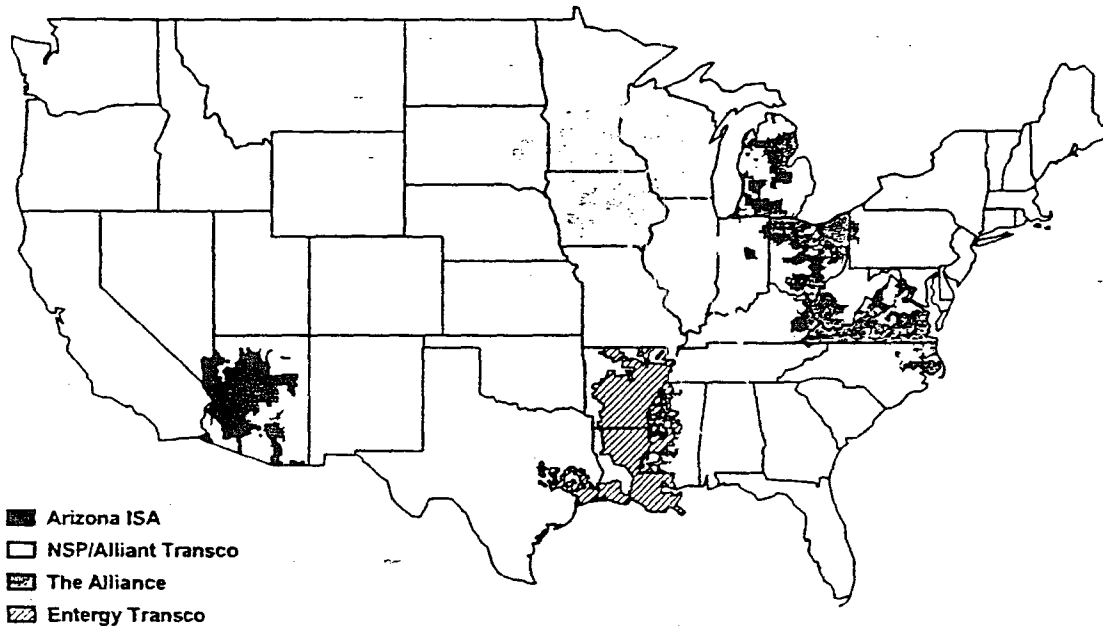 Arizona ISA
NSP/Alliant Transco
The Alliance
Entergy Transco